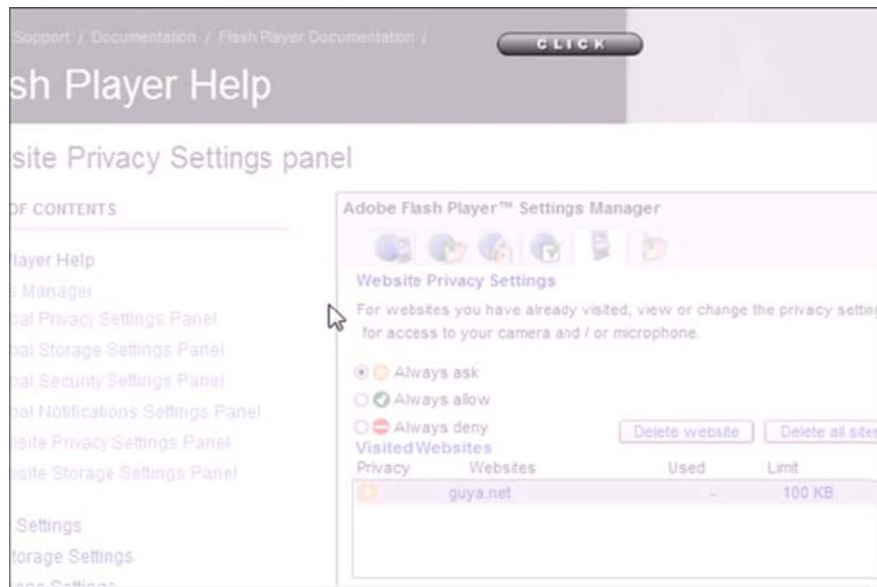 Support / Documentation / Flash Player Documentation /
CLICK
sh Player Help
site Privacy Settings panel
OF CONTENTS
layer Help
s Manager
bal Privacy Settings Panel
bal Storage Settings Panel
bal Security Settings Panel
bal Notifications Settings Panel
bsite Privacy Settings Panel
bsite Storage Settings Panel
Settings
torage Settings
Adobe Flash Player™ Settings Manager
Website Privacy Settings
For websites you have already visited, view or change the privacy setting
for access to your camera and / or microphone.
Always ask
Always allow
Always deny
Delete website
Delete all sites
Visited Websites
Privacy Websites Used Limit
guya.net - 100 KB